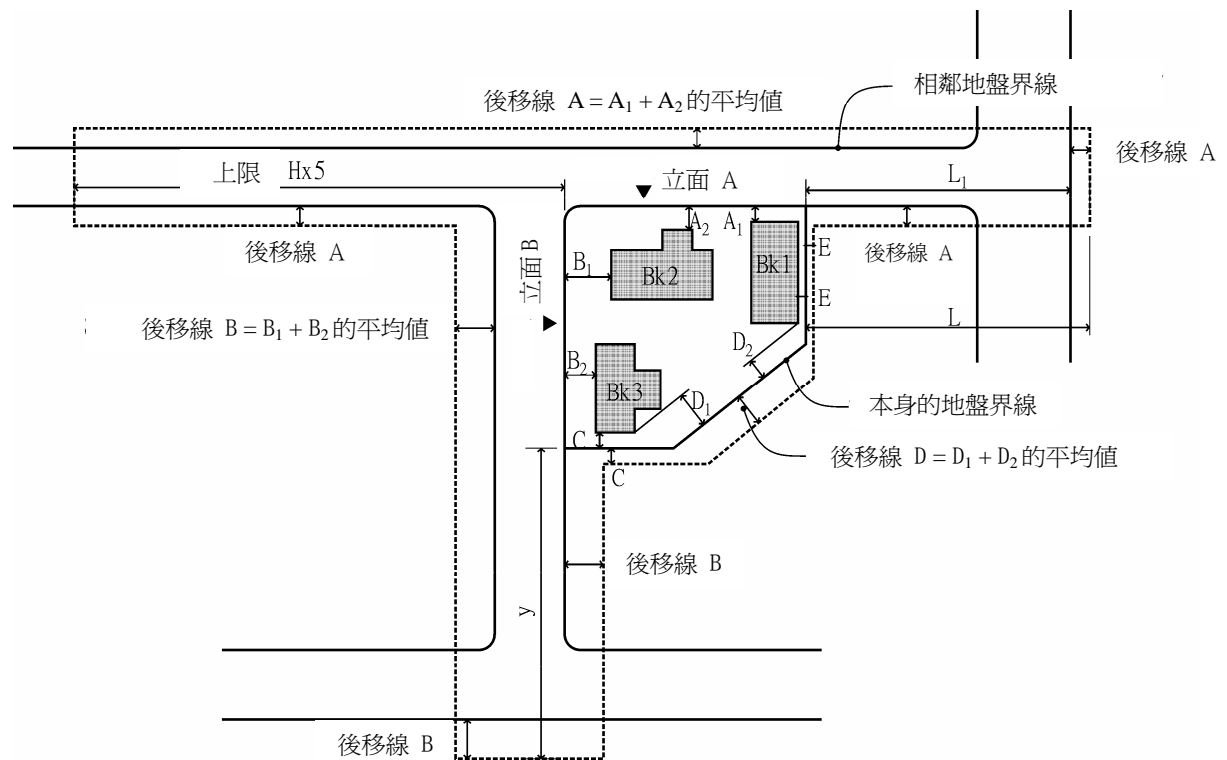 相鄰地盤界線
後移線 A = A₁ + A₂ 的平均值
後移線 A
上限 Hx5
立面 A
L₁
A₂
A₁
後移線 A
後移線 A
立面 B
B₁
Bk2
Bk1
E
E
L
後移線 B = B₁ + B₂ 的平均值
D₂
B₂
Bk3
D₁
本身的地盤界線
C
後移線 D = D₁ + D₂ 的平均值
C
後移線 B
y
後移線 B